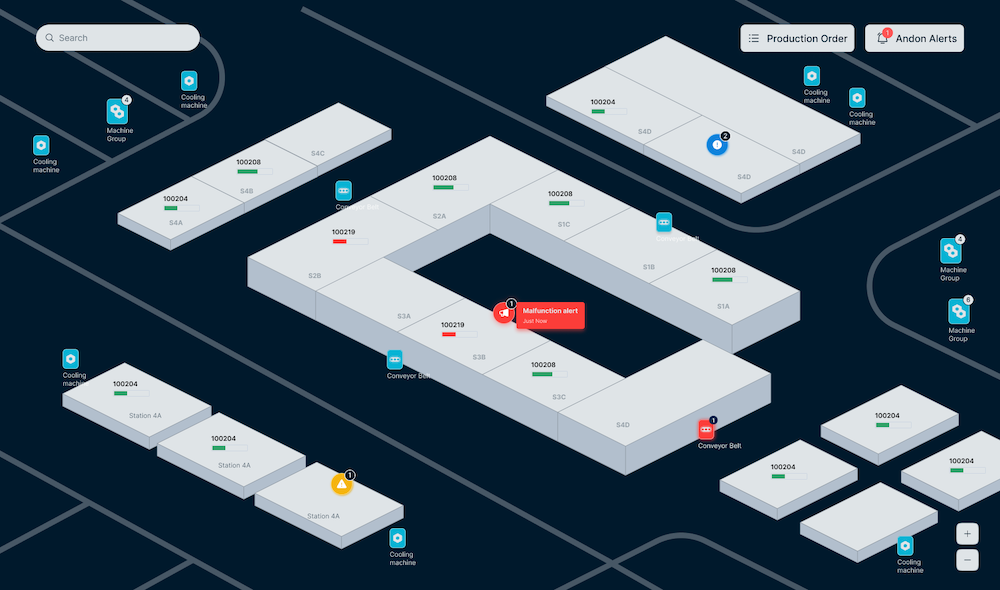 Search
Production Order
1
Andon Alerts
Cooling
machine
4
Machine
Group
Cooling
machine
Cooling
machine
Cooling
machine
100204
S4D
2
S4D
S4D
S4C
100208
S4B
100204
S4A
Conveyor Belt
100208
S2A
100208
S1C
Conveyor Belt
100219
S2B
S1B
100208
S1A
4
Machine
Group
6
Machine
Group
S3A
1
Malfunction alert
Just Now
100219
S3B
Conveyor Belt
100208
S3C
S4D
1
Conveyor Belt
Cooling
machine
100204
Station 4A
100204
Station 4A
1
Station 4A
Cooling
machine
100204
100204
100204
Cooling
machine
+
−